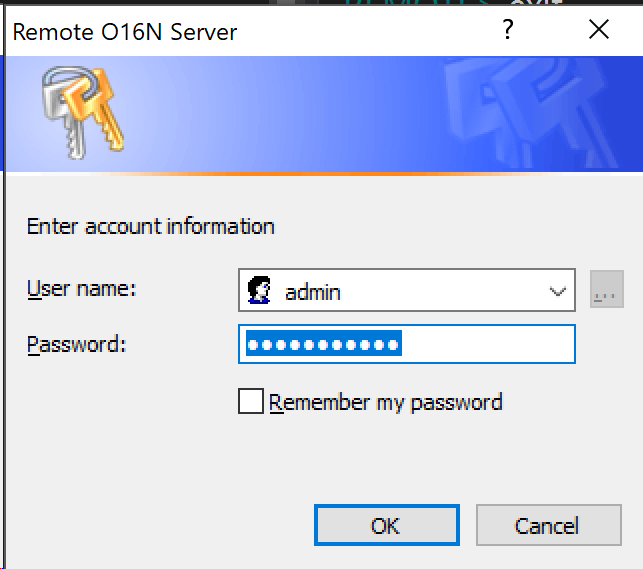 Remote O16N Server
?
Enter account information
User name: admin
...
Password: ●●●●●●●●●●●
Remember my password
OK Cancel